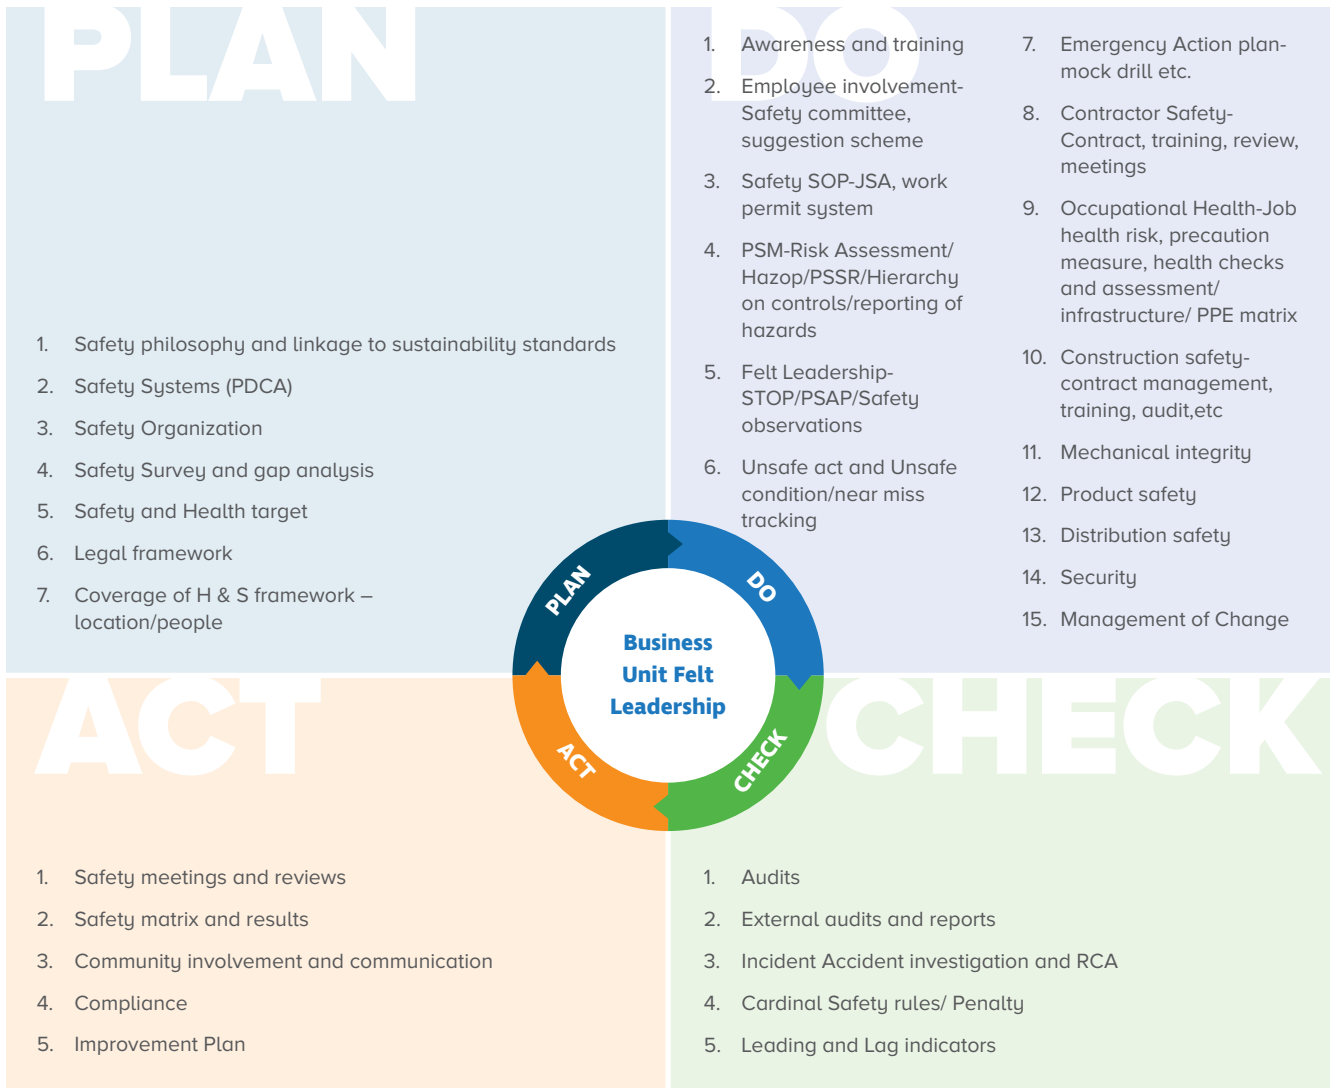 PLAN
1. Safety philosophy and linkage to sustainability standards
2. Safety Systems (PDCA)
3. Safety Organization
4. Safety Survey and gap analysis
5. Safety and Health target
6. Legal framework
7. Coverage of H & S framework –
location/people
DO
1. Awareness and training
2. Employee involvement-
Safety committee,
suggestion scheme
3. Safety SOP-JSA, work
permit system
4. PSM-Risk Assessment/
Hazop/PSSR/Hierarchy
on controls/reporting of
hazards
5. Felt Leadership-
STOP/PSAP/Safety
observations
6. Unsafe act and Unsafe
condition/near miss
tracking
7. Emergency Action plan-
mock drill etc.
8. Contractor Safety-
Contract, training, review,
meetings
9. Occupational Health-Job
health risk, precaution
measure, health checks
and assessment/
infrastructure/ PPE matrix
10. Construction safety-
contract management,
training, audit,etc
11. Mechanical integrity
12. Product safety
13. Distribution safety
14. Security
15. Management of Change
PLAN
DO
CHECK
ACT
Business
Unit Felt
Leadership
ACT
1. Safety meetings and reviews
2. Safety matrix and results
3. Community involvement and communication
4. Compliance
5. Improvement Plan
CHECK
1. Audits
2. External audits and reports
3. Incident Accident investigation and RCA
4. Cardinal Safety rules/ Penalty
5. Leading and Lag indicators